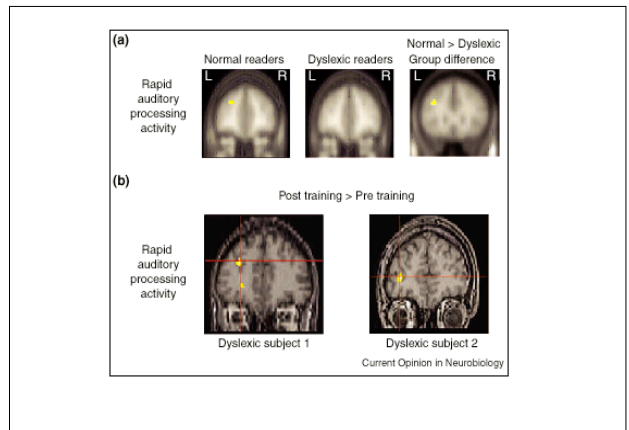 (a)
Normal > Dyslexic
Normal readers
Dyslexic readers
Group difference
L R
L R
L R
Rapid
auditory
processing
activity
(b)
Post training > Pre training
Rapid
auditory
processing
activity
Dyslexic subject 1
Dyslexic subject 2
Current Opinion in Neurobiology